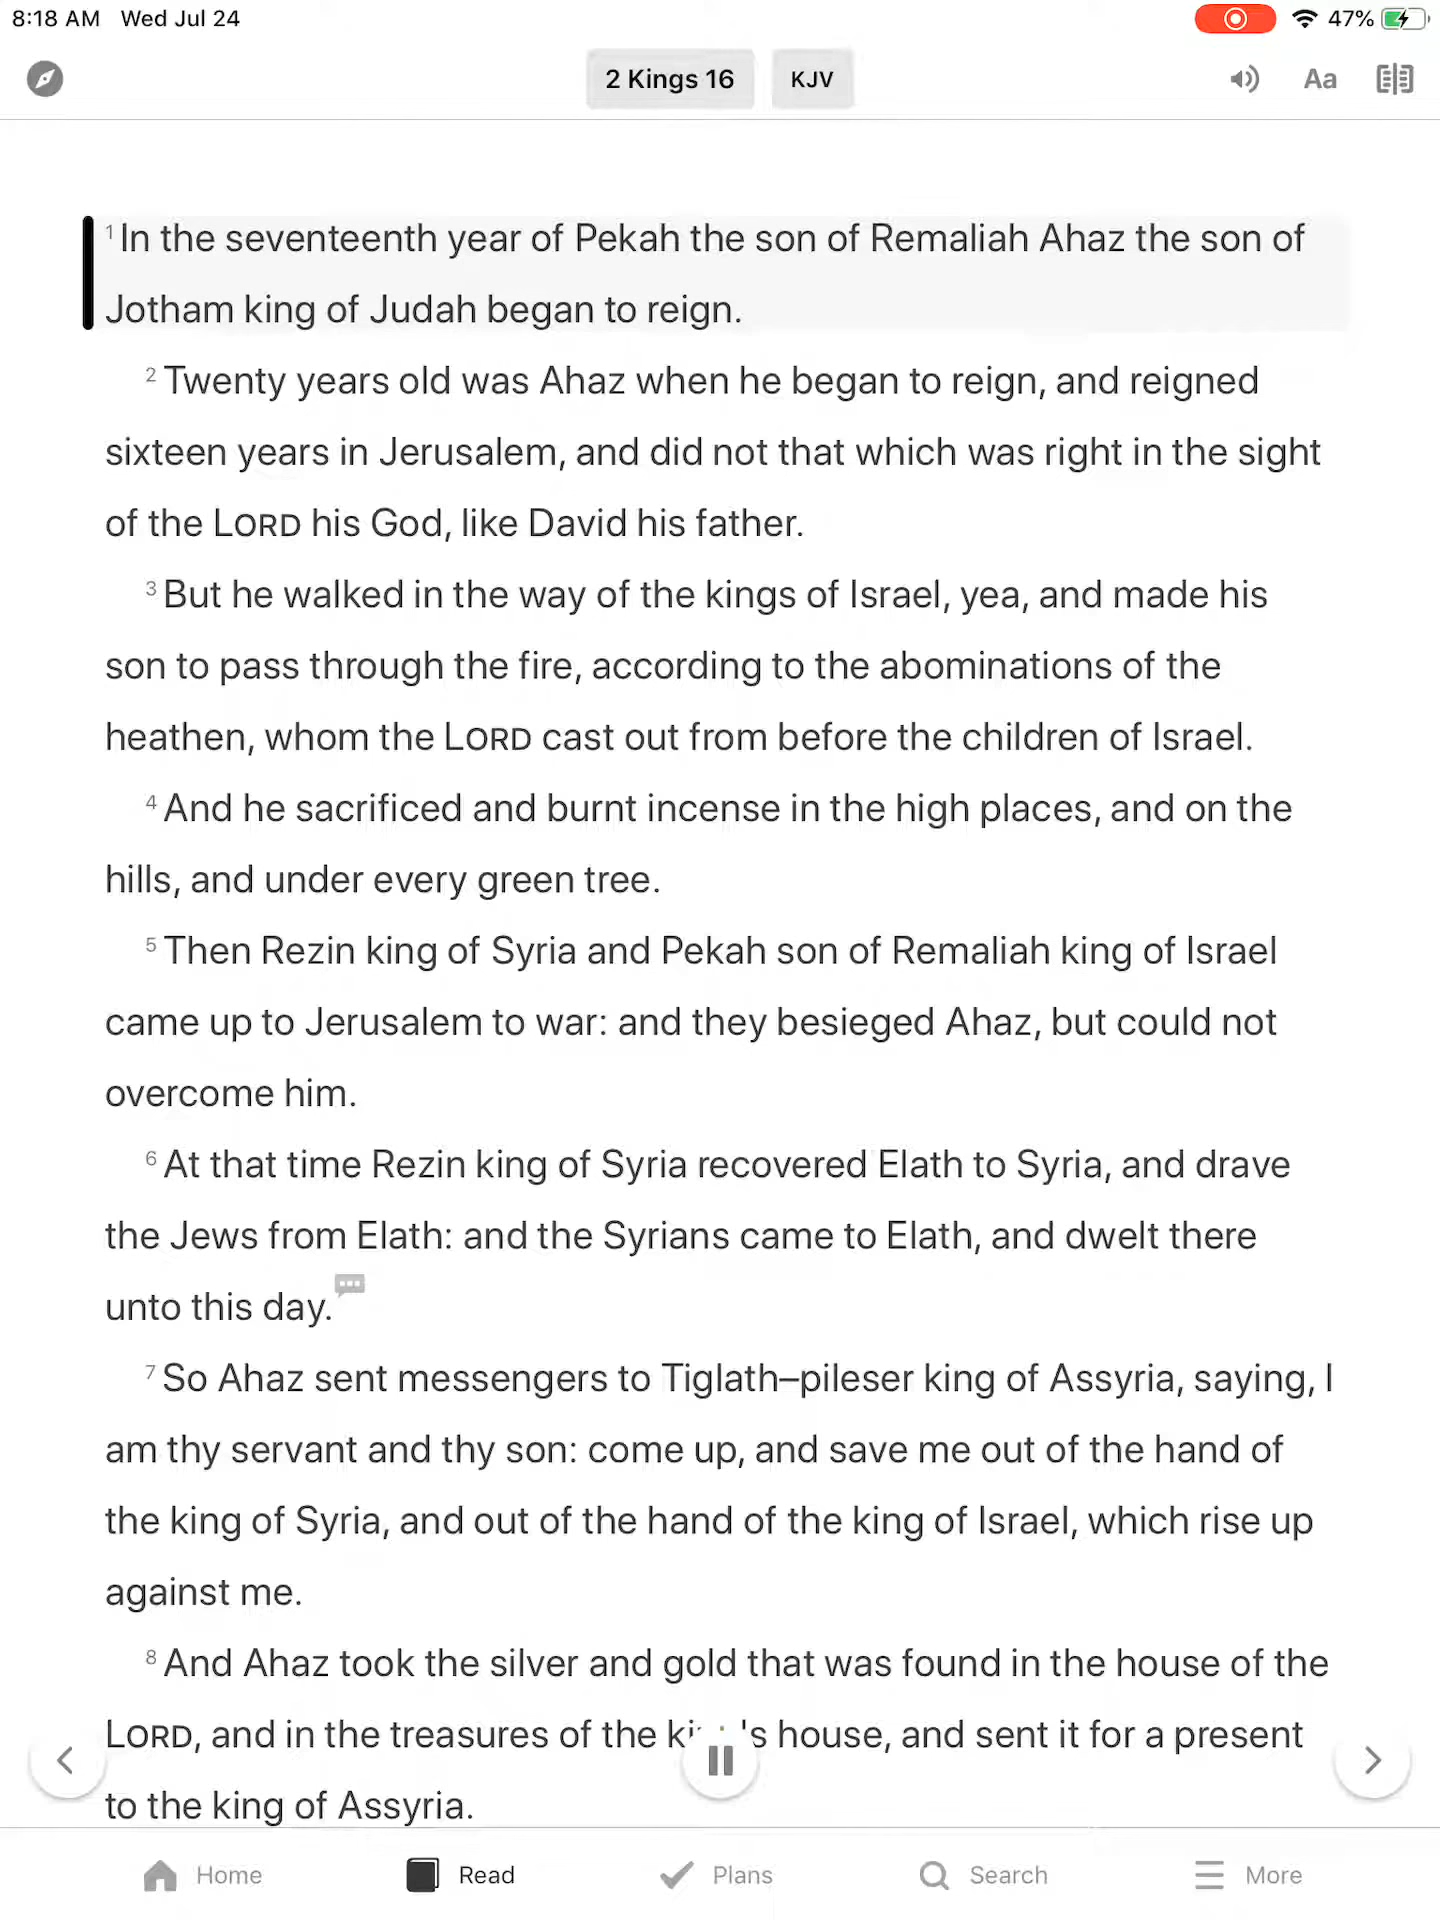 8:18 AM Wed Jul 24 47%
2 Kings 16 KJV Aa
1 In the seventeenth year of Pekah the son of Remaliah Ahaz the son of
Jotham king of Judah began to reign.
2 Twenty years old was Ahaz when he began to reign, and reigned
sixteen years in Jerusalem, and did not that which was right in the sight
of the LORD his God, like David his father.
3 But he walked in the way of the kings of Israel, yea, and made his
son to pass through the fire, according to the abominations of the
heathen, whom the LORD cast out from before the children of Israel.
4 And he sacrificed and burnt incense in the high places, and on the
hills, and under every green tree.
5 Then Rezin king of Syria and Pekah son of Remaliah king of Israel
came up to Jerusalem to war: and they besieged Ahaz, but could not
overcome him.
6 At that time Rezin king of Syria recovered Elath to Syria, and drave
the Jews from Elath: and the Syrians came to Elath, and dwelt there
unto this day.
7 So Ahaz sent messengers to Tiglath–pileser king of Assyria, saying, I
am thy servant and thy son: come up, and save me out of the hand of
the king of Syria, and out of the hand of the king of Israel, which rise up
against me.
8 And Ahaz took the silver and gold that was found in the house of the
LORD, and in the treasures of the 's house, and sent it for a present
to the king of Assyria.
Home Read Plans Search More